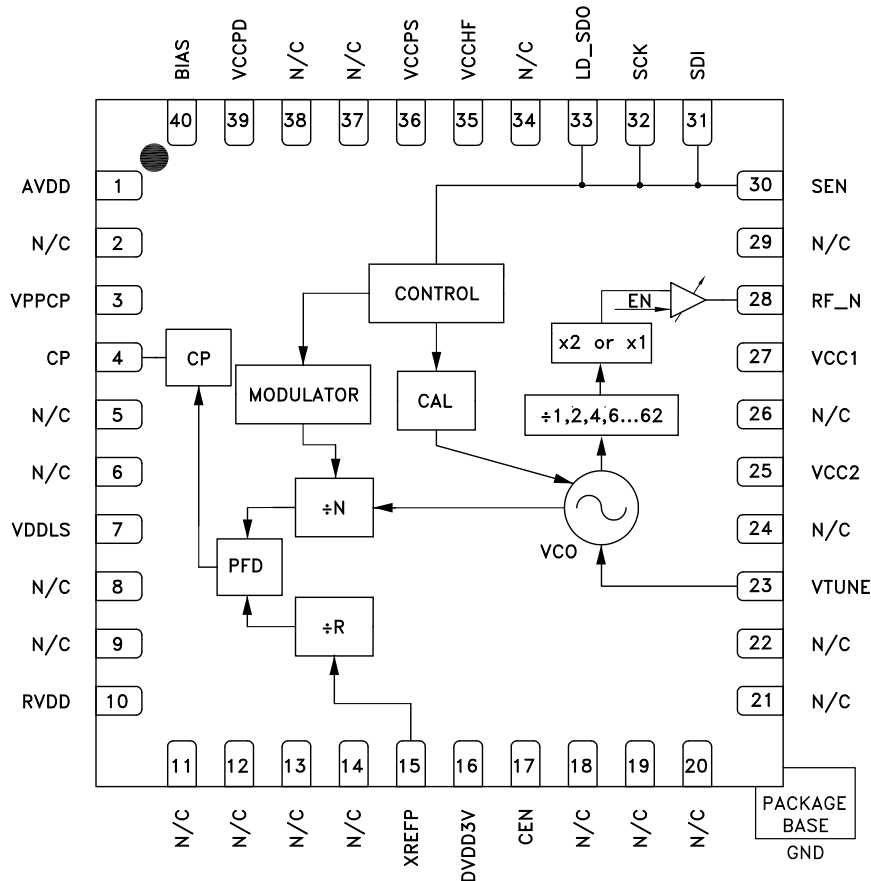 BIAS
VCCPD
N/C
N/C
VCCPS
VCCHF
N/C
LD_SDO
SCK
SDI
40
39
38
37
36
35
34
33
32
31
AVDD 1
30 SEN
N/C 2
29 N/C
VPPCP 3
28 RF_N
CP 4
27 VCC1
N/C 5
26 N/C
N/C 6
25 VCC2
VDDLS 7
24 N/C
N/C 8
23 VTUNE
N/C 9
22 N/C
RVDD 10
21 N/C
CONTROL
EN
x2 or x1
CP
MODULATOR
CAL
÷1,2,4,6...62
÷N
VCO
PFD
÷R
11
12
13
14
15
16
17
18
19
20
N/C
N/C
N/C
N/C
XREFP
DVDD3V
CEN
N/C
N/C
N/C
PACKAGE
BASE
GND